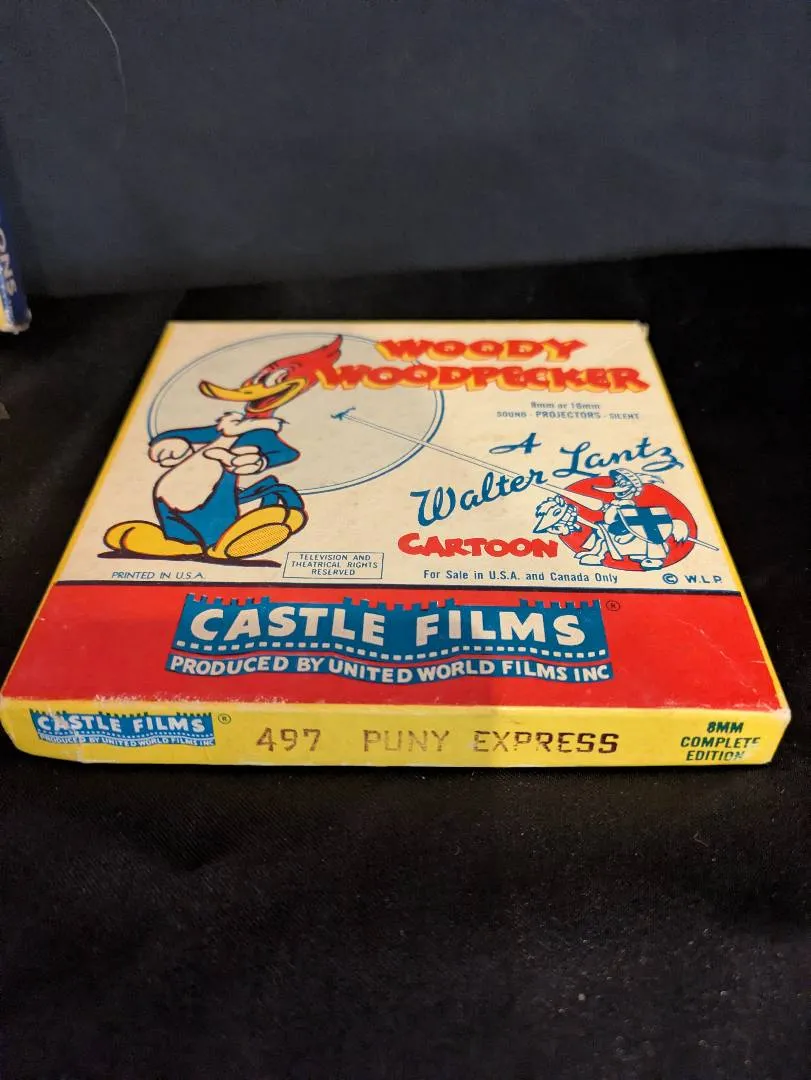 ONS
WOODY
WOODPECKER
8mm or 16mm
SOUND - PROJECTORS - SILENT
A
Walter Lantz
CARTOON
TELEVISION AND
THEATRICAL RIGHTS
RESERVED
PRINTED IN U.S.A.
For Sale in U.S.A. and Canada Only
© W.L.P.
CASTLE FILMS ®
PRODUCED BY UNITED WORLD FILMS INC
CASTLE FILMS ®
PRODUCED BY UNITED WORLD FILMS INC
497 PUNY EXPRESS
8MM
COMPLETE
EDITION